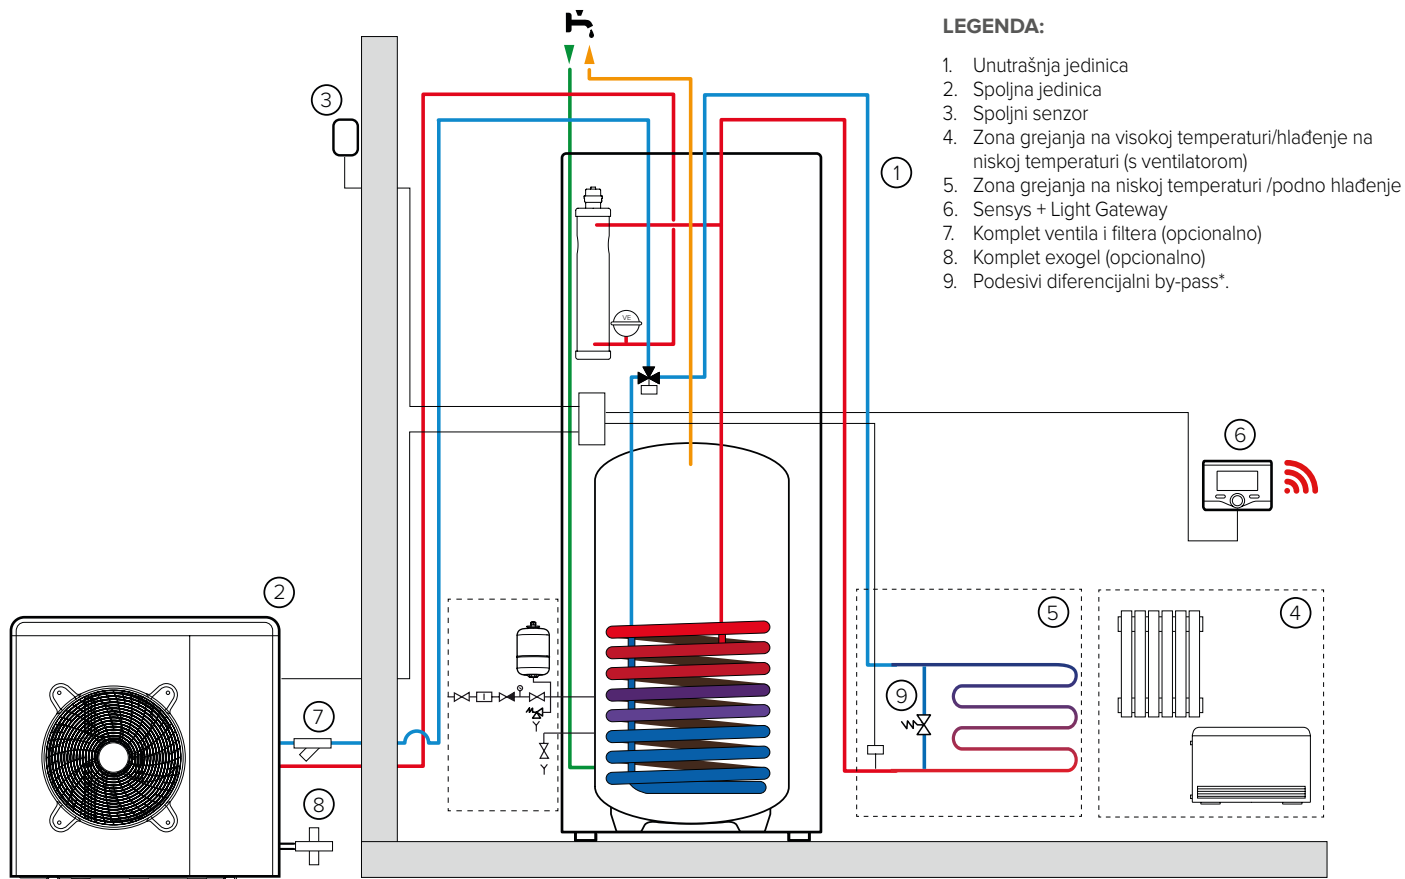 LEGENDA:
1. Unutrašnja jedinica
2. Spoljna jedinica
3. Spoljni senzor
4. Zona grejanja na visokoj temperaturi/hlađenje na
niskoj temperaturi (s ventilatorom)
5. Zona grejanja na niskoj temperaturi /podno hlađenje
6. Sensys + Light Gateway
7. Komplet ventila i filtera (opcionalno)
8. Komplet exogel (opcionalno)
9. Podesivi diferencijalni by-pass*.
3
1
VE
6
2
5
4
9
7
8